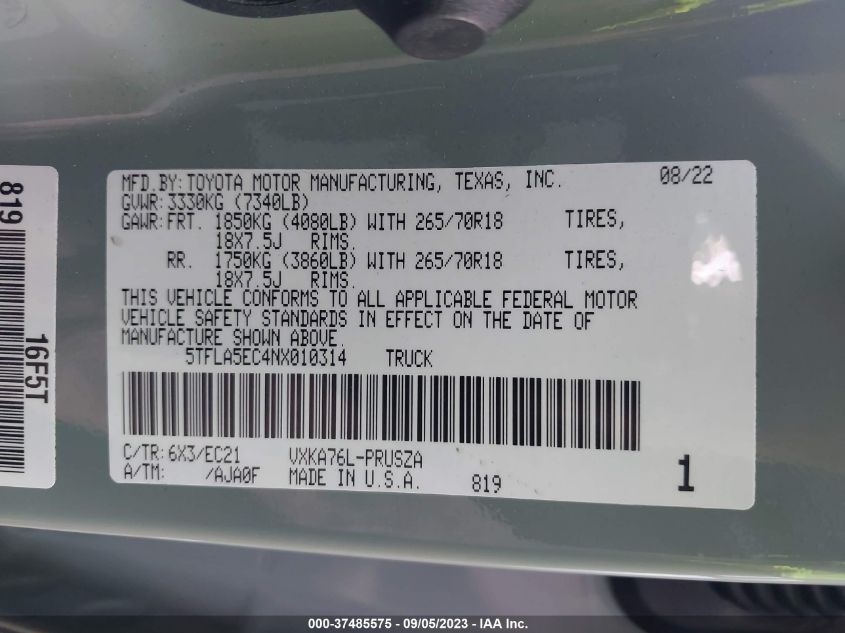 MFD.BY:TOYOTA MOTOR MANUFACTURING, TEXAS, INC. 08/22
GVWR:3330KG (7340LB)
GAWR:FRT. 1850KG (4080LB) WITH 265/70R18 TIRES,
18X7.5J RIMS.
RR. 1750KG (3860LB) WITH 265/70R18 TIRES,
18X7.5J RIMS.
THIS VEHICLE CONFORMS TO ALL APPLICABLE FEDERAL MOTOR
VEHICLE SAFETY STANDARDS IN EFFECT ON THE DATE OF
MANUFACTURE SHOWN ABOVE.
5TFLA5EC4NX010314 TRUCK
C/TR:6X3/EC21 VXKA76L-PRUSZA
A/TM: /AJA0F MADE IN U.S.A. 819 1
819
16F5T
000-37485575 - 09/05/2023 - IAA Inc.